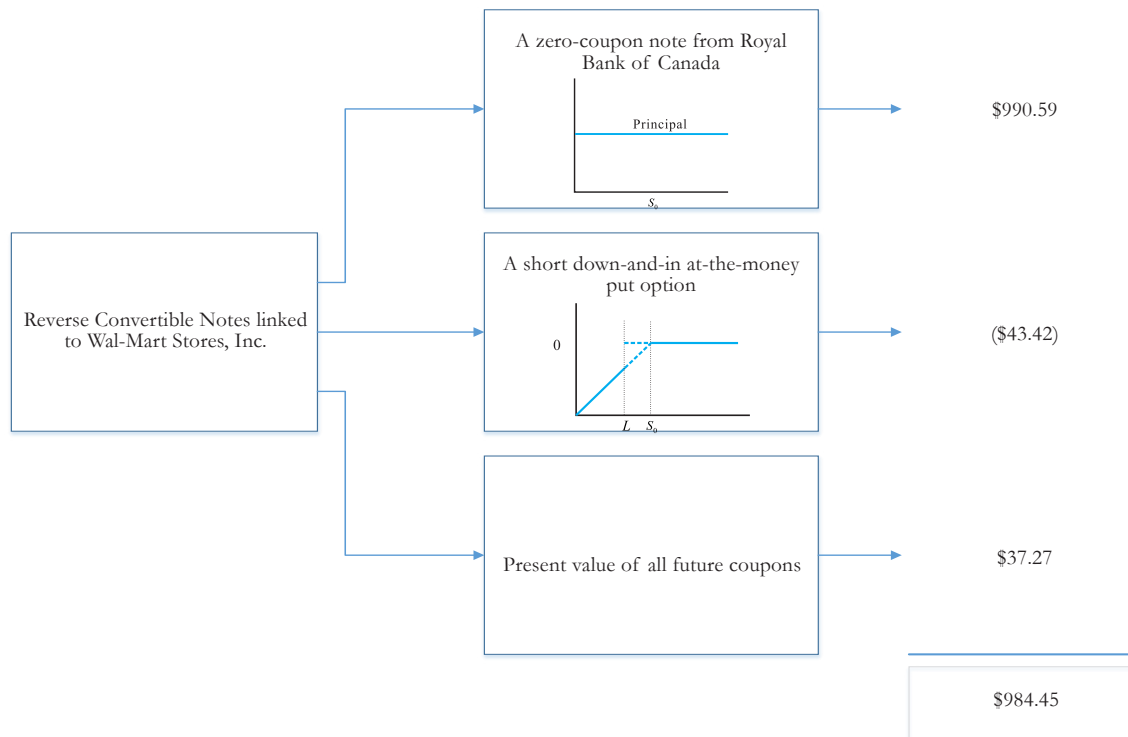 A zero-coupon note from Royal
Bank of Canada
Principal
S₀
$990.59
Reverse Convertible Notes linked
to Wal-Mart Stores, Inc.
A short down-and-in at-the-money
put option
0
L S₀
($43.42)
Present value of all future coupons
$37.27
$984.45